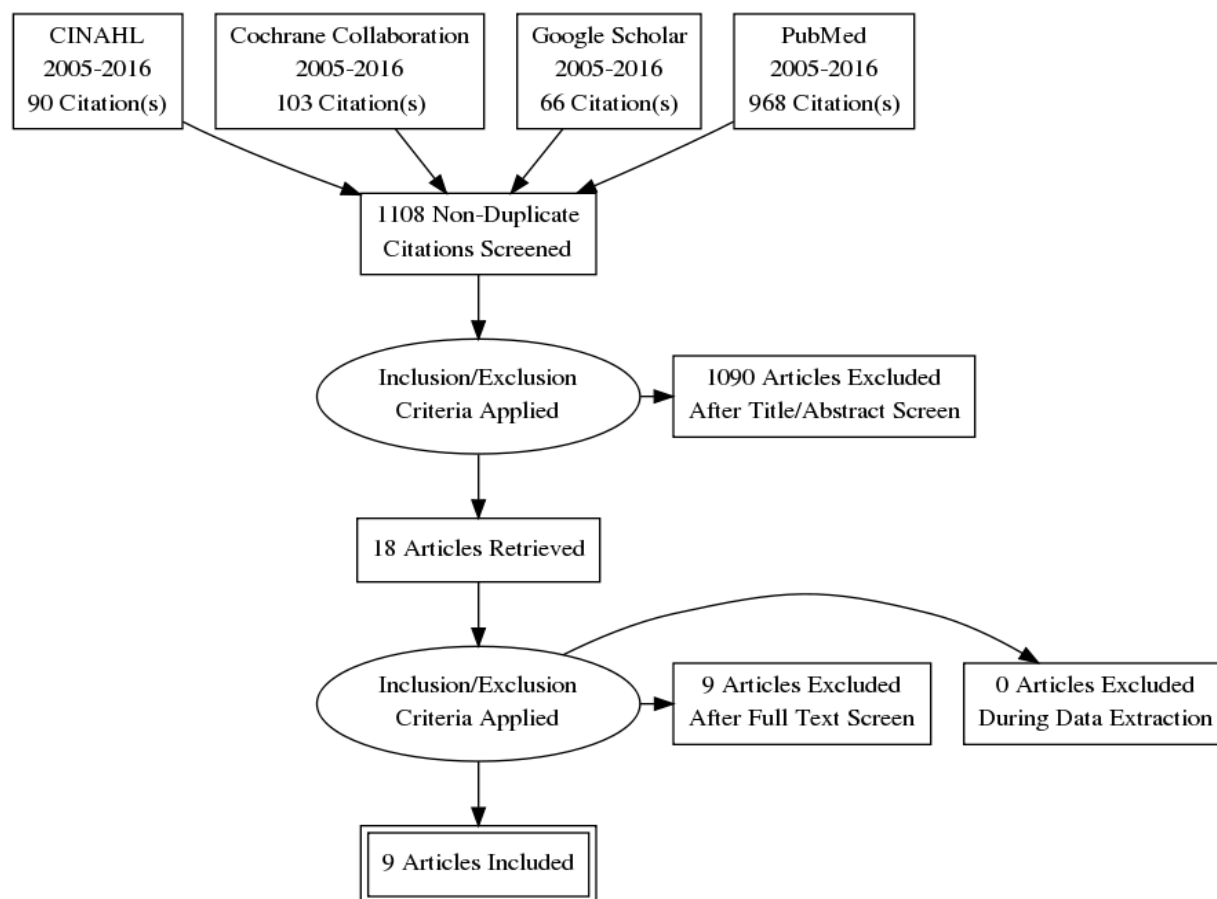 CINAHL
2005-2016
90 Citation(s)
Cochrane Collaboration
2005-2016
103 Citation(s)
Google Scholar
2005-2016
66 Citation(s)
PubMed
2005-2016
968 Citation(s)
1108 Non-Duplicate
Citations Screened
Inclusion/Exclusion
Criteria Applied
1090 Articles Excluded
After Title/Abstract Screen
18 Articles Retrieved
Inclusion/Exclusion
Criteria Applied
9 Articles Excluded
After Full Text Screen
0 Articles Excluded
During Data Extraction
9 Articles Included